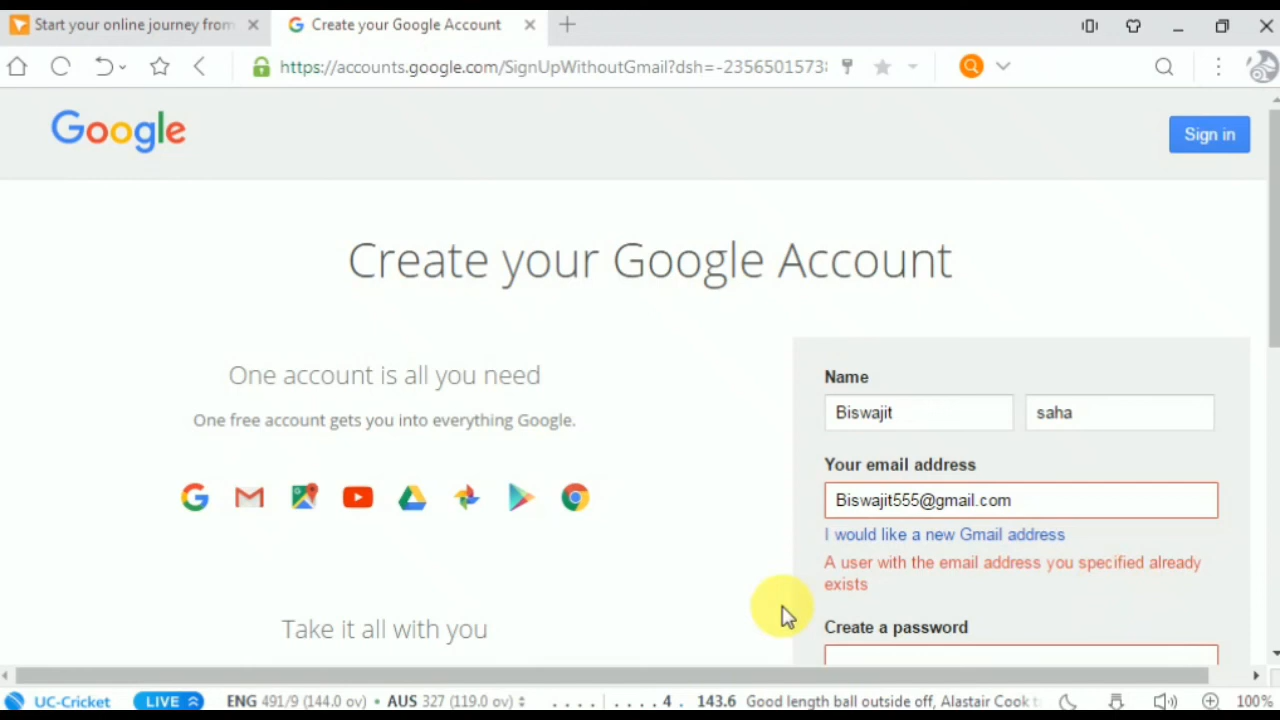 Start your online journey from
Create your Google Account
https://accounts.google.com/SignUpWithoutGmail?dsh=-23565015738
Google
Sign in
Create your Google Account
One account is all you need
One free account gets you into everything Google.
Name
Biswajit
saha
Your email address
Biswajit555@gmail.com
I would like a new Gmail address
A user with the email address you specified already
exists
Take it all with you
Create a password
UC-Cricket
LIVE
ENG 491/9 (144.0 ov) • AUS 327 (119.0 ov)
. . . . | . . . . 4 . 143.6 Good length ball outside off, Alastair Cook
100%